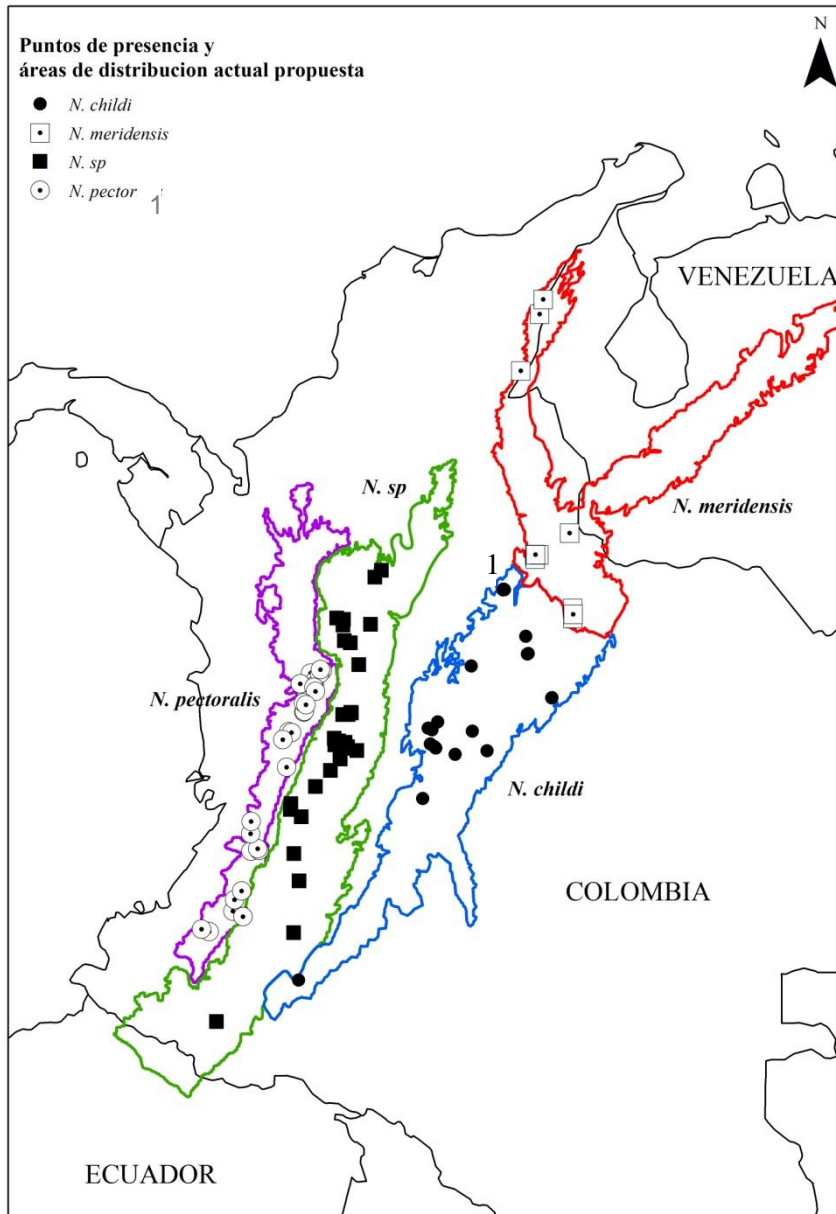 N
Puntos de presencia y
áreas de distribucion actual propuesta
N. childi
N. meridensis
N. sp
N. pector
1
VENEZUELA
N. sp
N. meridensis
1
N. pectoralis
N. childi
COLOMBIA
ECUADOR